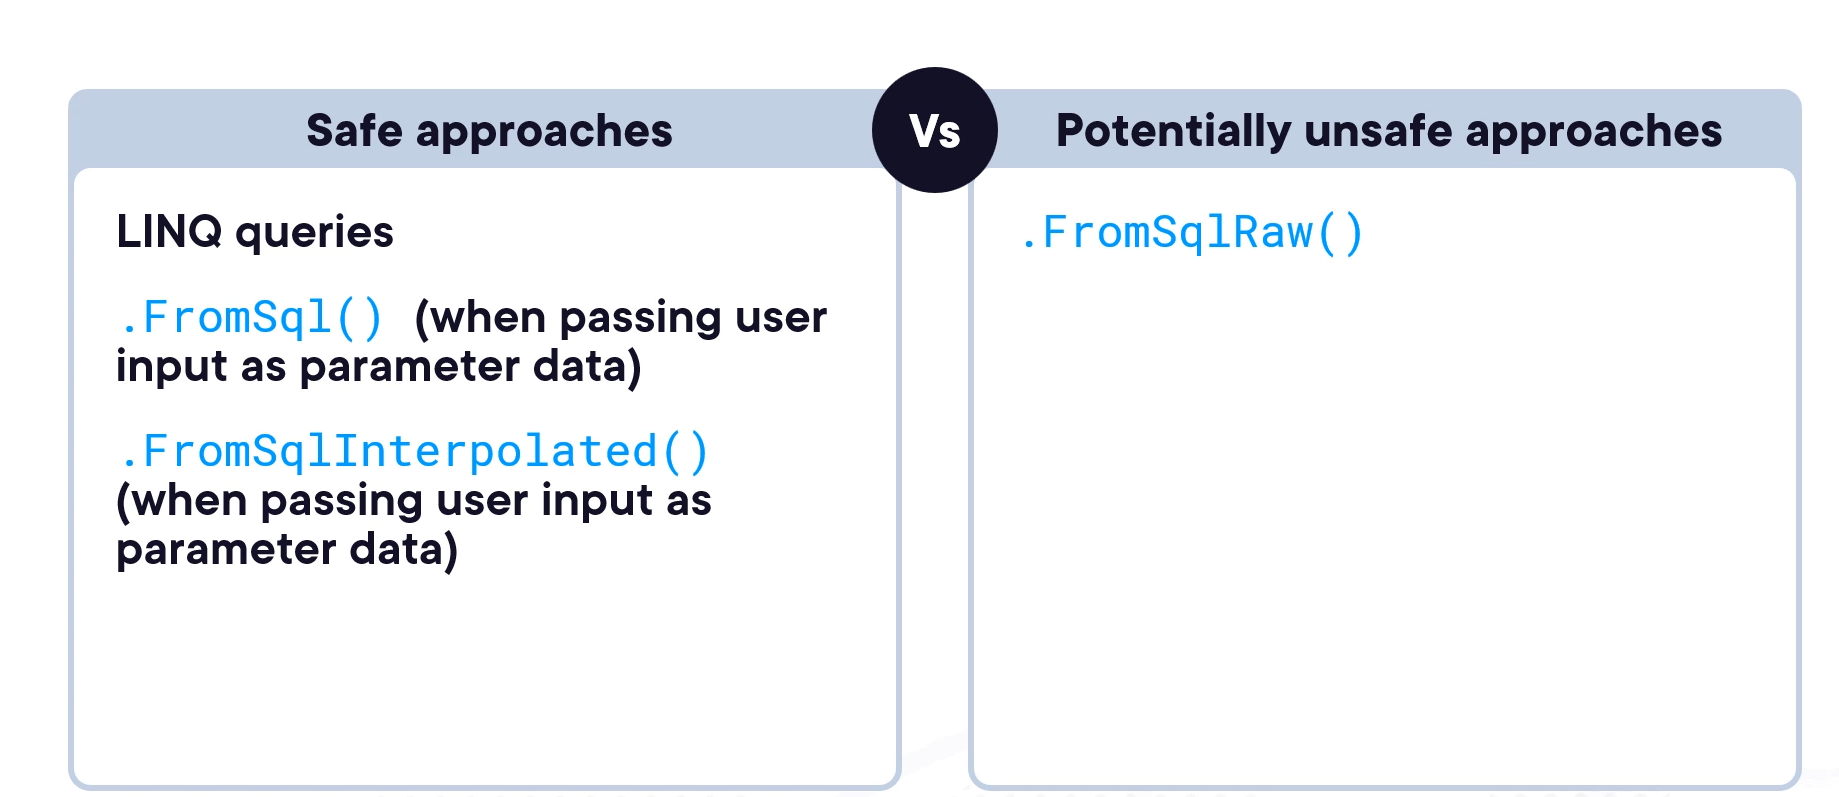 Safe approaches
Vs
Potentially unsafe approaches
LINQ queries
.FromSql() (when passing user
input as parameter data)
.FromSqlInterpolated()
(when passing user input as
parameter data)
.FromSqlRaw()